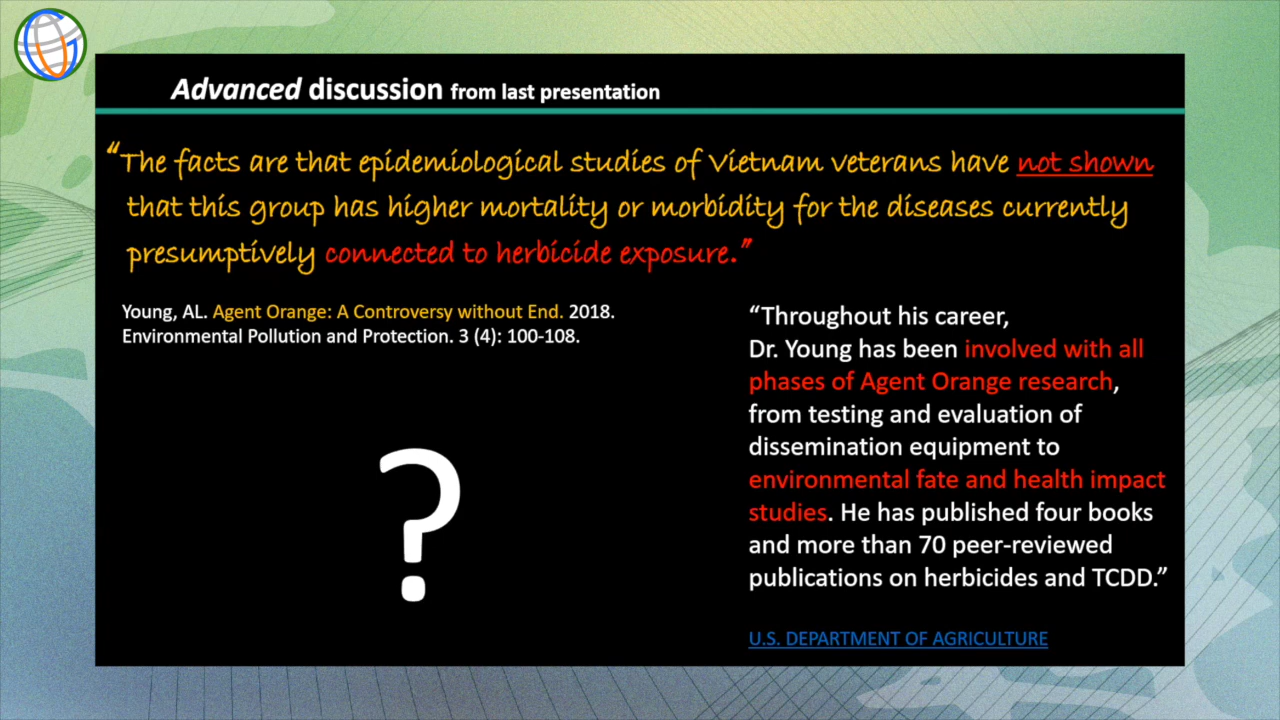 Advanced discussion from last presentation
“The facts are that epidemiological studies of Vietnam veterans have not shown
that this group has higher mortality or morbidity for the diseases currently
presumptively connected to herbicide exposure.”
Young, AL. Agent Orange: A Controversy without End. 2018.
Environmental Pollution and Protection. 3 (4): 100-108.
?
“Throughout his career,
Dr. Young has been involved with all
phases of Agent Orange research,
from testing and evaluation of
dissemination equipment to
environmental fate and health impact
studies. He has published four books
and more than 70 peer-reviewed
publications on herbicides and TCDD.”
U.S. DEPARTMENT OF AGRICULTURE